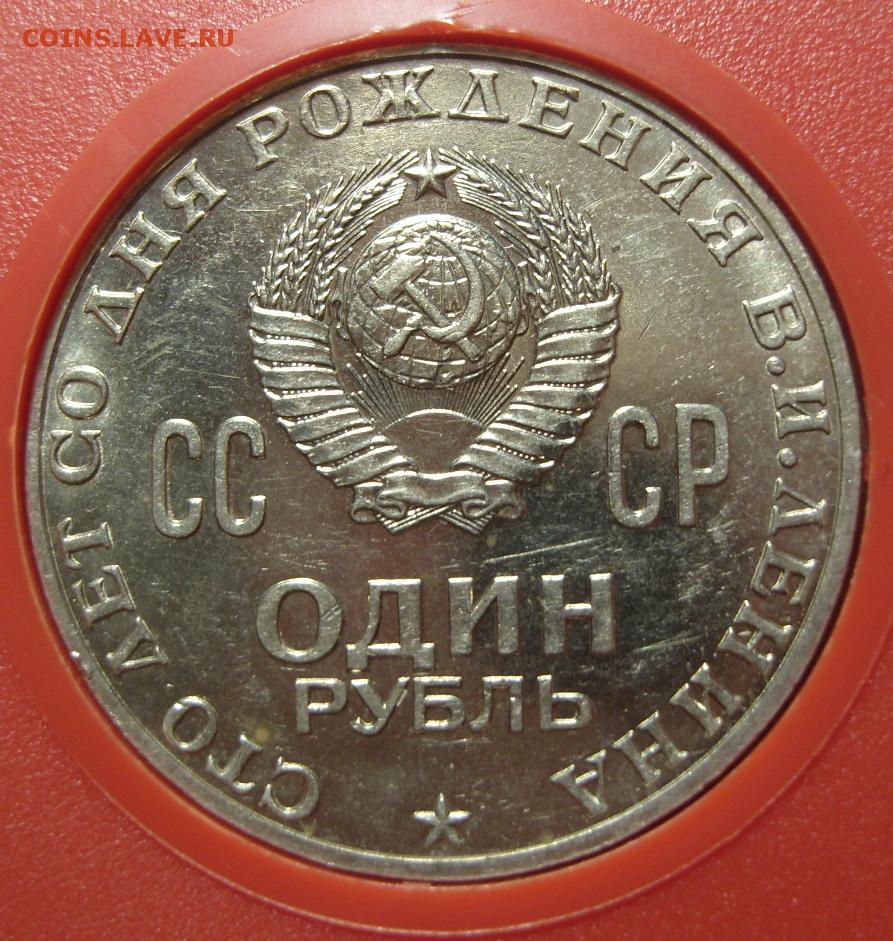 COINS.LAVE.RU
СТО ЛЕТ СО ДНЯ РОЖДЕНИЯ В.И.ЛЕНИНА
СС СР
ОДИН
РУБЛЬ